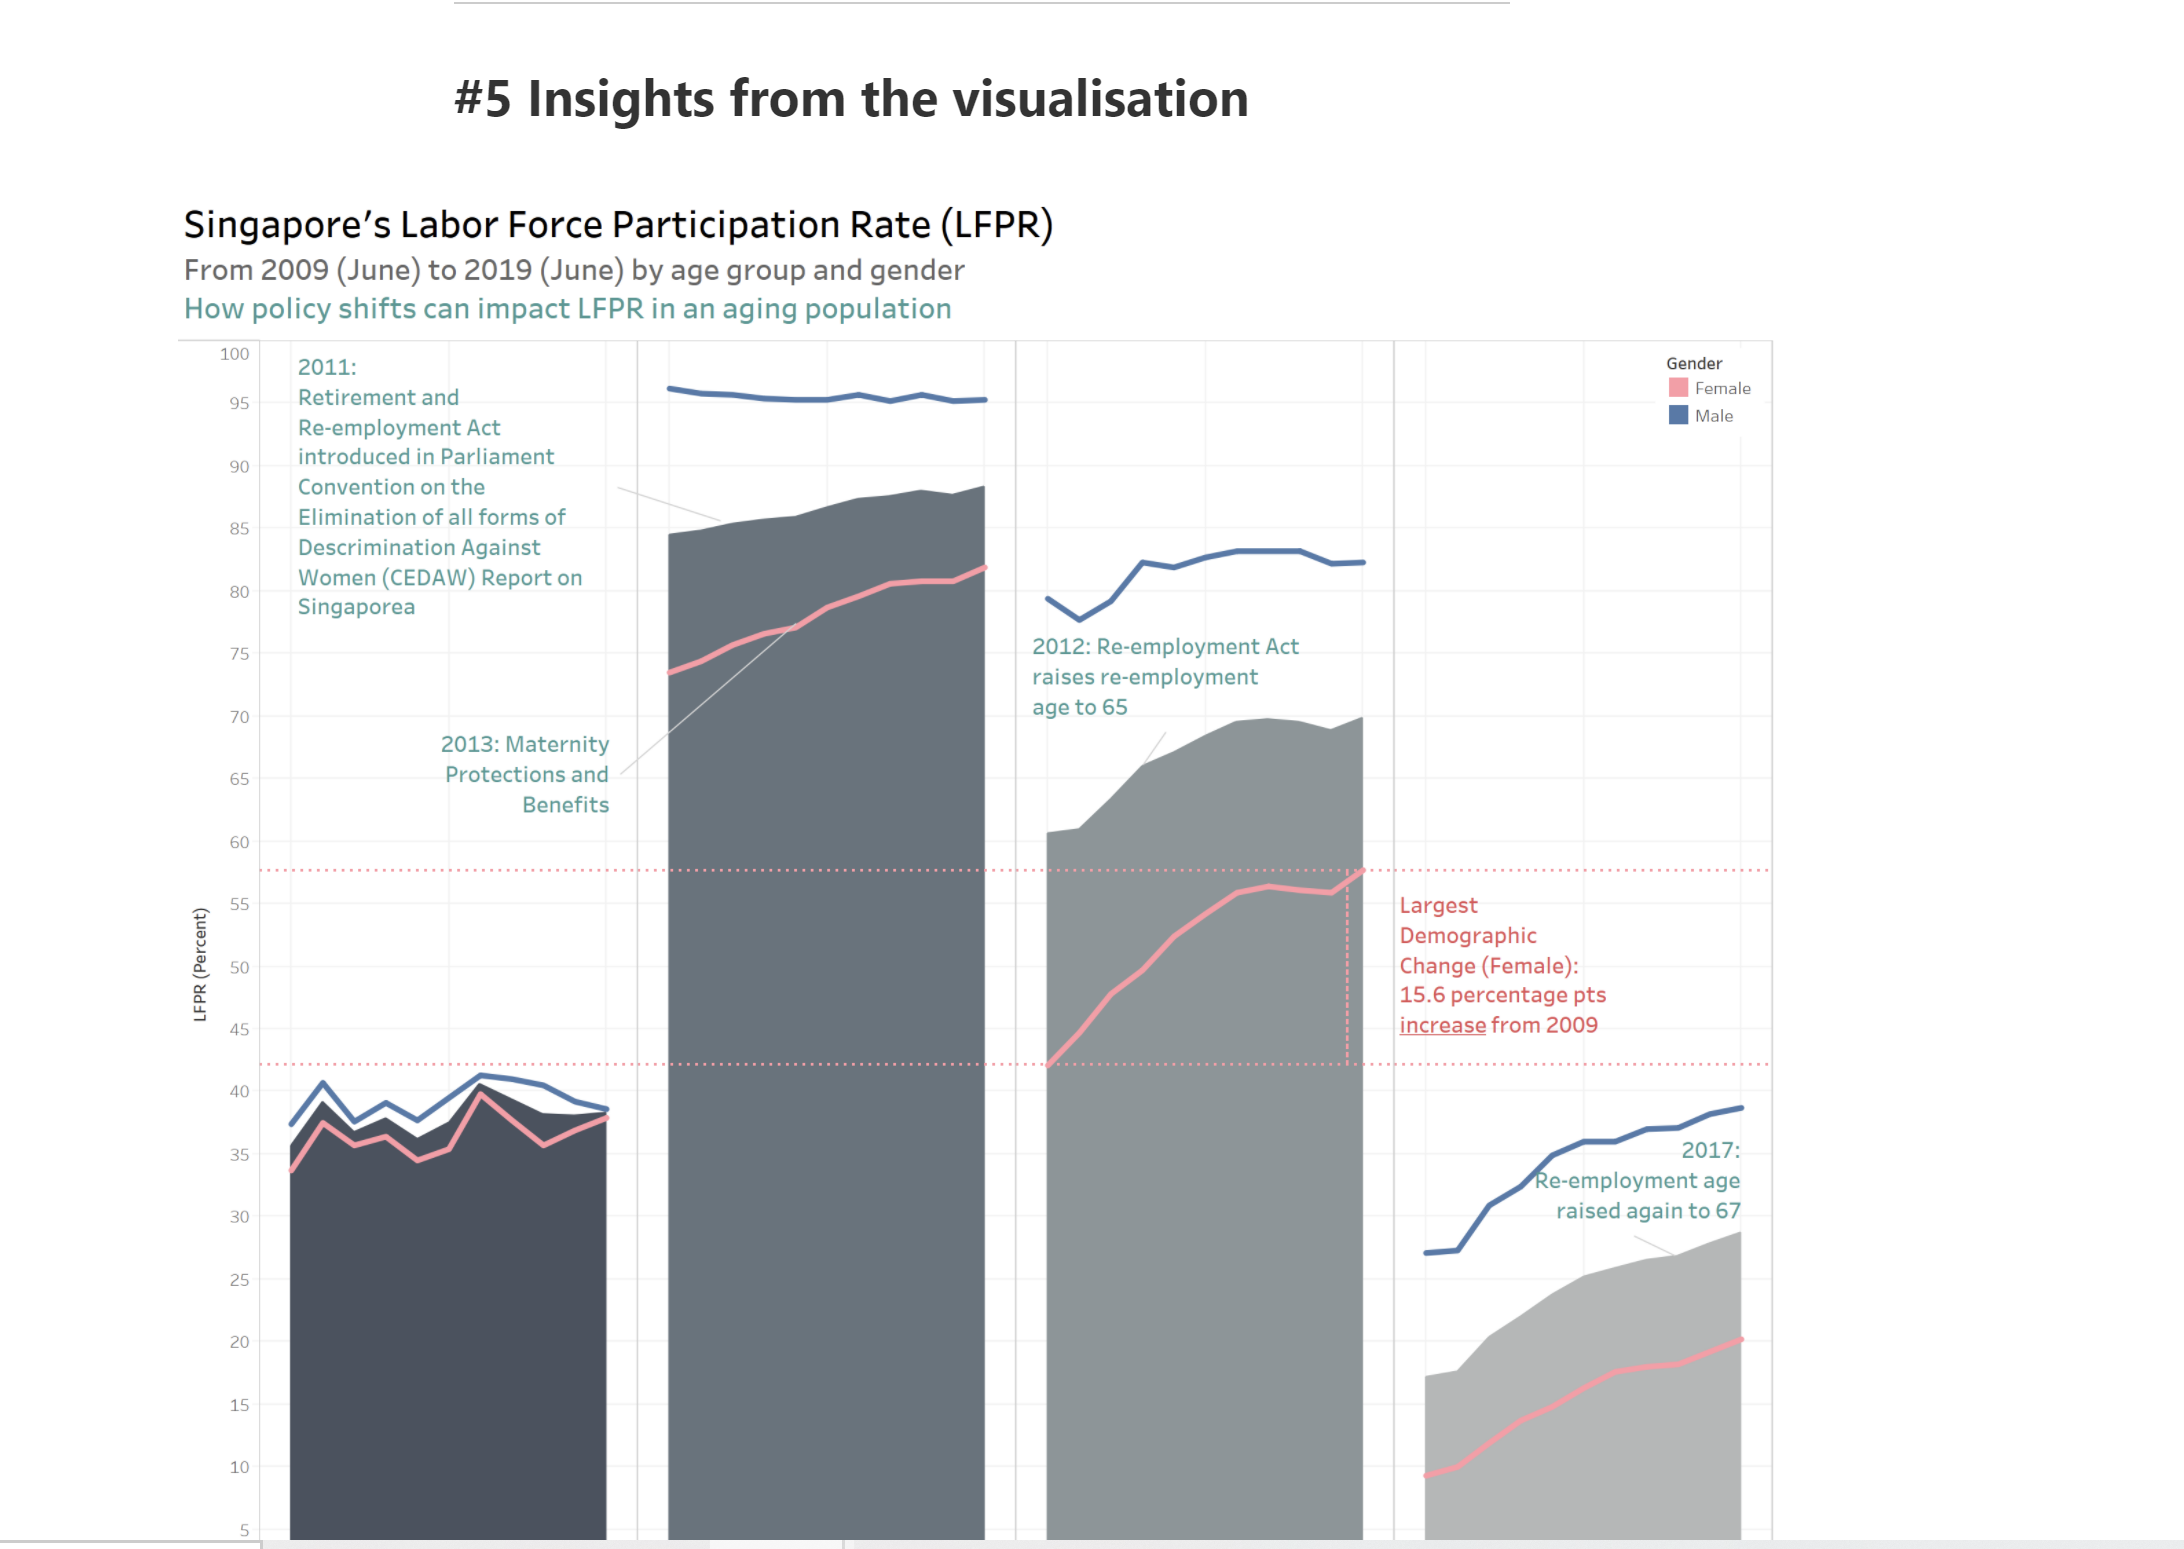 #5 Insights from the visualisation
Singapore’s Labor Force Participation Rate (LFPR)
From 2009 (June) to 2019 (June) by age group and gender
How policy shifts can impact LFPR in an aging population
100
95
90
85
80
75
70
65
60
55
50
45
40
35
30
25
20
15
10
5
LFPR (Percent)
2011:
Retirement and
Re-employment Act
introduced in Parliament
Convention on the
Elimination of all forms of
Descrimination Against
Women (CEDAW) Report on
Singaporea
2013: Maternity
Protections and
Benefits
2012: Re-employment Act
raises re-employment
age to 65
Gender
Female
Male
Largest
Demographic
Change (Female):
15.6 percentage pts
increase from 2009
2017:
Re-employment age
raised again to 67